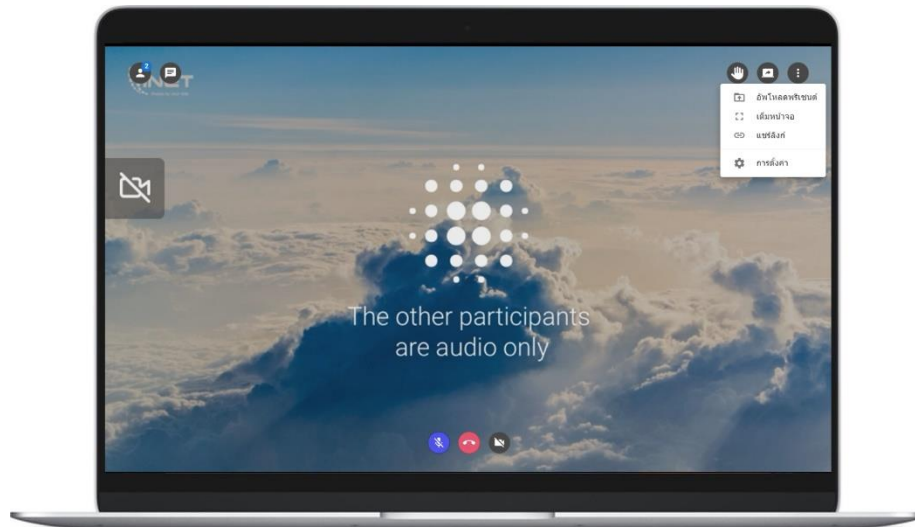 2
อัพโหลดพรีเซนต์
เต็มหน้าจอ
แชร์ลิงก์
การตั้งค่า
The other participants
are audio only